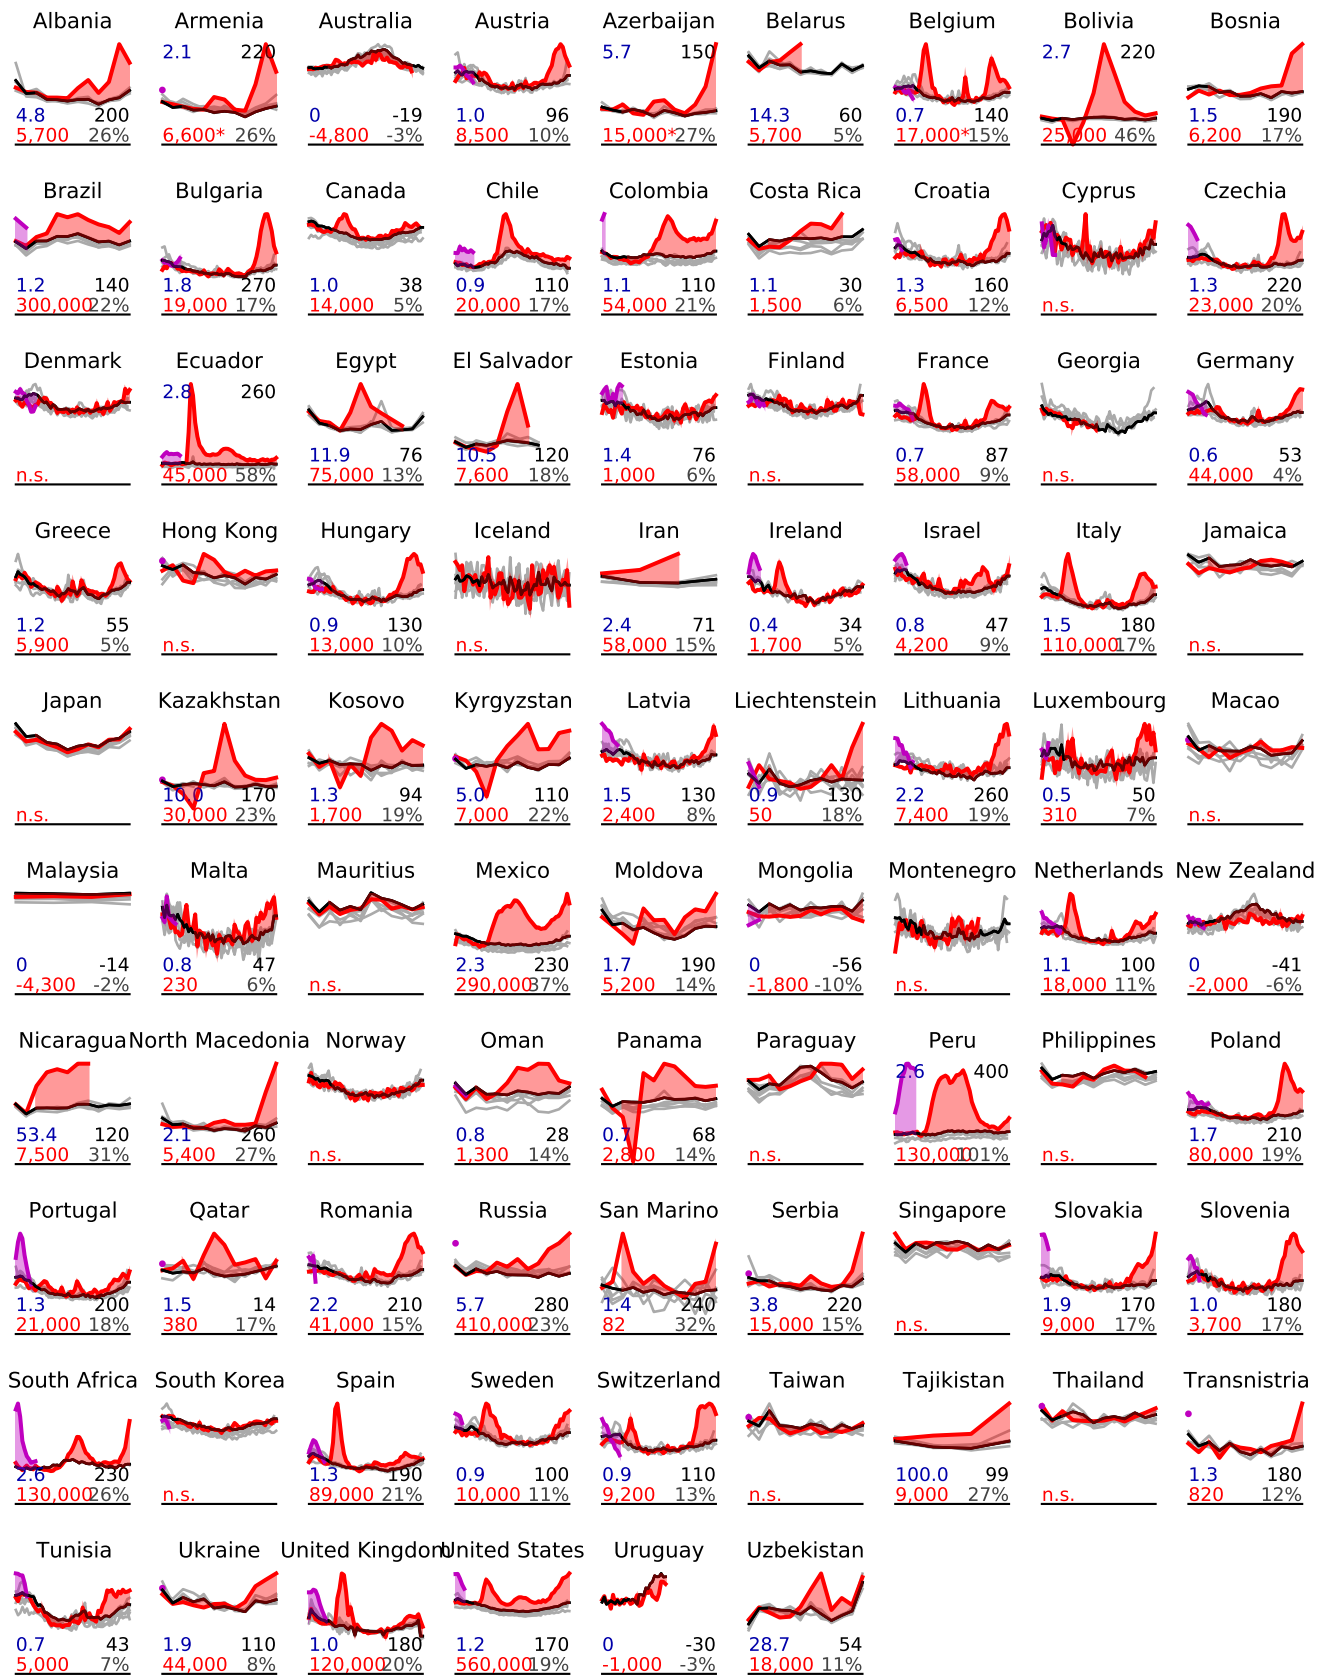 Albania Armenia Australia Austria Azerbaijan Belarus Belgium Bolivia Bosnia
2.1 220 5.7 150 2.7 220
4.8 200 0 -19 1.0 96 14.3 60 0.7 140 1.5 190
5,700 26% 6,600* 26% -4,800 -3% 8,500 10% 15,000* 27% 5,700 5% 17,000* 15% 25,000 46% 6,200 17%
Brazil Bulgaria Canada Chile Colombia Costa Rica Croatia Cyprus Czechia
1.2 140 1.8 270 1.0 38 0.9 110 1.1 110 1.1 30 1.3 160 1.3 220
300,000 22% 19,000 17% 14,000 5% 20,000 17% 54,000 21% 1,500 6% 6,500 12% n.s. 23,000 20%
Denmark Ecuador Egypt El Salvador Estonia Finland France Georgia Germany
2.8 260
11.9 76 10.5 120 1.4 76 0.7 87 0.6 53
n.s. 45,000 58% 75,000 13% 7,600 18% 1,000 6% n.s. 58,000 9% n.s. 44,000 4%
Greece Hong Kong Hungary Iceland Iran Ireland Israel Italy Jamaica
1.2 55 0.9 130 2.4 71 0.4 34 0.8 47 1.5 180
5,900 5% n.s. 13,000 10% n.s. 58,000 15% 1,700 5% 4,200 9% 110,000 17% n.s.
Japan Kazakhstan Kosovo Kyrgyzstan Latvia Liechtenstein Lithuania Luxembourg Macao
10.0 170 1.3 94 5.0 110 1.5 130 0.9 130 2.2 260 0.5 50
n.s. 30,000 23% 1,700 19% 7,000 22% 2,400 8% 50 18% 7,400 19% 310 7% n.s.
Malaysia Malta Mauritius Mexico Moldova Mongolia Montenegro Netherlands New Zealand
0 -14 0.8 47 2.3 230 1.7 190 0 -56 1.1 100 0 -41
-4,300 -2% 230 6% n.s. 290,000 37% 5,200 14% -1,800 -10% n.s. 18,000 11% -2,000 -6%
Nicaragua North Macedonia Norway Oman Panama Paraguay Peru Philippines Poland
2.6 400
53.4 120 2.1 260 0.8 28 0.7 68 1.7 210
7,500 31% 5,400 27% n.s. 1,300 14% 2,800 14% n.s. 130,000 101% n.s. 80,000 19%
Portugal Qatar Romania Russia San Marino Serbia Singapore Slovakia Slovenia
1.3 200 1.5 14 2.2 210 5.7 280 1.4 240 3.8 220 1.9 170 1.0 180
21,000 18% 380 17% 41,000 15% 410,000 23% 82 32% 15,000 15% n.s. 9,000 17% 3,700 17%
South Africa South Korea Spain Sweden Switzerland Taiwan Tajikistan Thailand Transnistria
2.6 230 1.3 190 0.9 100 0.9 110 100.0 99 1.3 180
130,000 26% n.s. 89,000 21% 10,000 11% 9,200 13% n.s. 9,000 27% n.s. 820 12%
Tunisia Ukraine United Kingdom United States Uruguay Uzbekistan
0.7 43 1.9 110 1.0 180 1.2 170 0 -30 28.7 54
5,000 7% 44,000 8% 120,000 20% 560,000 19% -1,000 -3% 18,000 11%